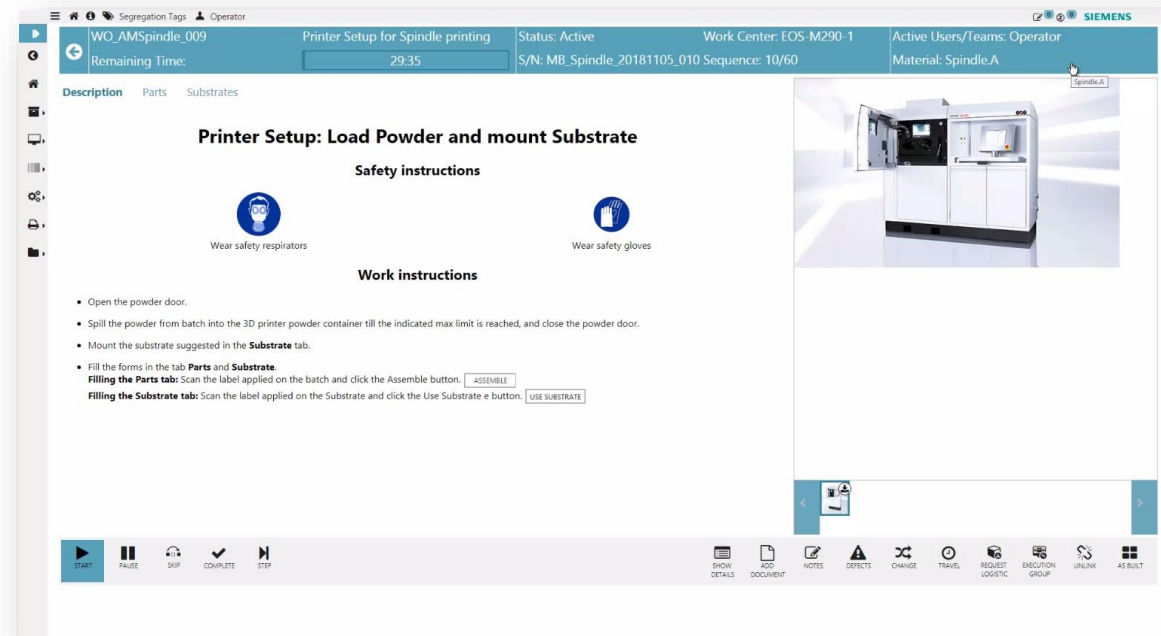 Segregation Tags Operator
0 0 SIEMENS
WO_AMSpindle_009 Printer Setup for Spindle printing Status: Active Work Center: EOS-M290-1 Active Users/Teams: Operator
Remaining Time: 29:35 S/N: MB_Spindle_20181105_010 Sequence: 10/60 Material: Spindle.A
Spindle.A
Description Parts Substrates
Printer Setup: Load Powder and mount Substrate
Safety instructions
Wear safety respirators Wear safety gloves
Work instructions
• Open the powder door.
• Spill the powder from batch into the 3D printer powder container till the indicated max limit is reached, and close the powder door.
• Mount the substrate suggested in the Substrate tab.
• Fill the forms in the tab Parts and Substrate.
Filling the Parts tab: Scan the label applied on the batch and click the Assemble button. ASSEMBLE
Filling the Substrate tab: Scan the label applied on the Substrate and click the Use Substrate e button. USE SUBSTRATE
START PAUSE SKIP COMPLETE STEP
SHOW DETAILS ADD DOCUMENT NOTES DEFECTS CHANGE TRAVEL REQUEST LOGISTIC EXECUTION GROUP UNLINK AS BUILT